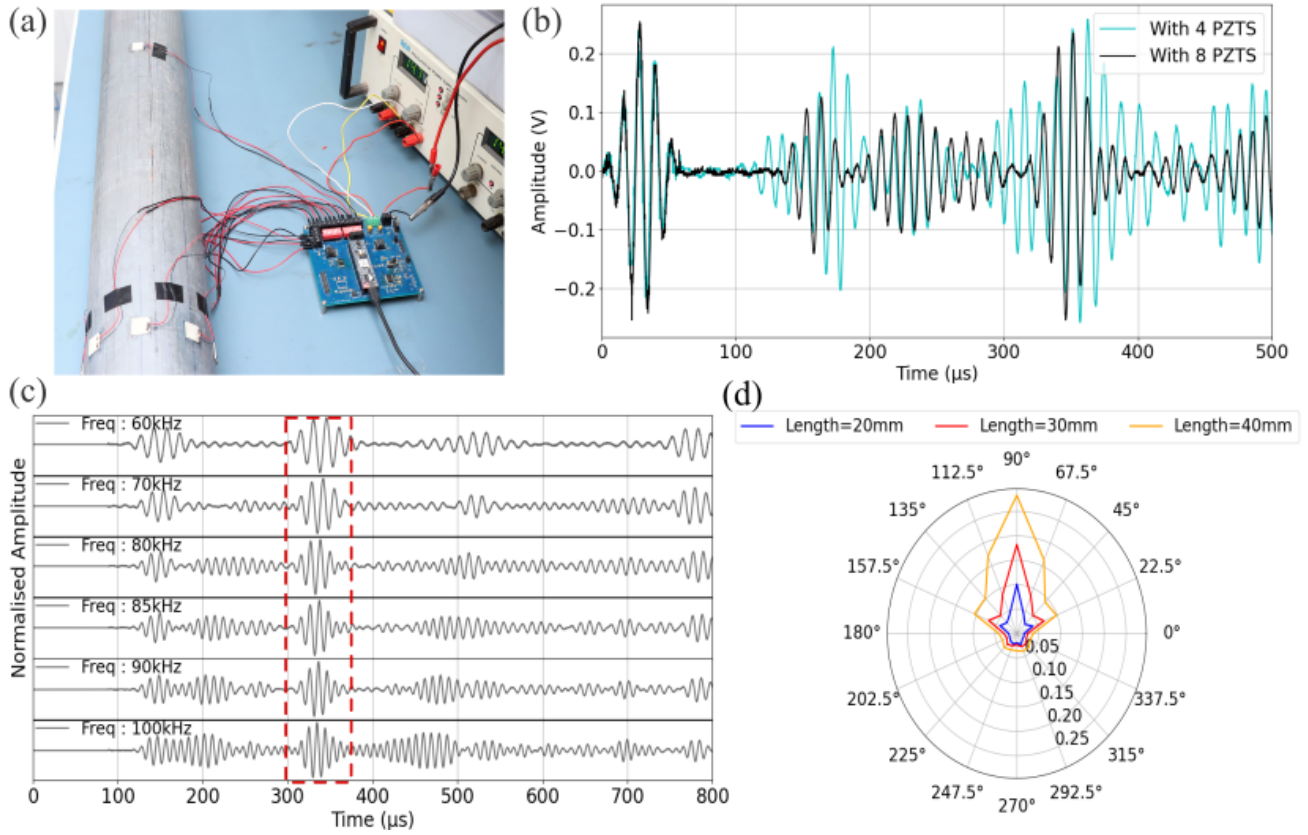 (a)
(b)
With 4 PZTS
With 8 PZTS
Amplitude (V)
0.2
0.1
0.0
−0.1
−0.2
0 100 200 300 400 500
Time (μs)
(c)
Normalised Amplitude
Freq : 60kHz
Freq : 70kHz
Freq : 80kHz
Freq : 85kHz
Freq : 90kHz
Freq : 100kHz
0 100 200 300 400 500 600 700 800
Time (μs)
(d)
Length=20mm Length=30mm Length=40mm
90°
112.5° 67.5°
135° 45°
157.5° 22.5°
180° 0°
0.05
0.10
0.15
0.20
0.25
202.5° 337.5°
225° 315°
247.5° 292.5°
270°